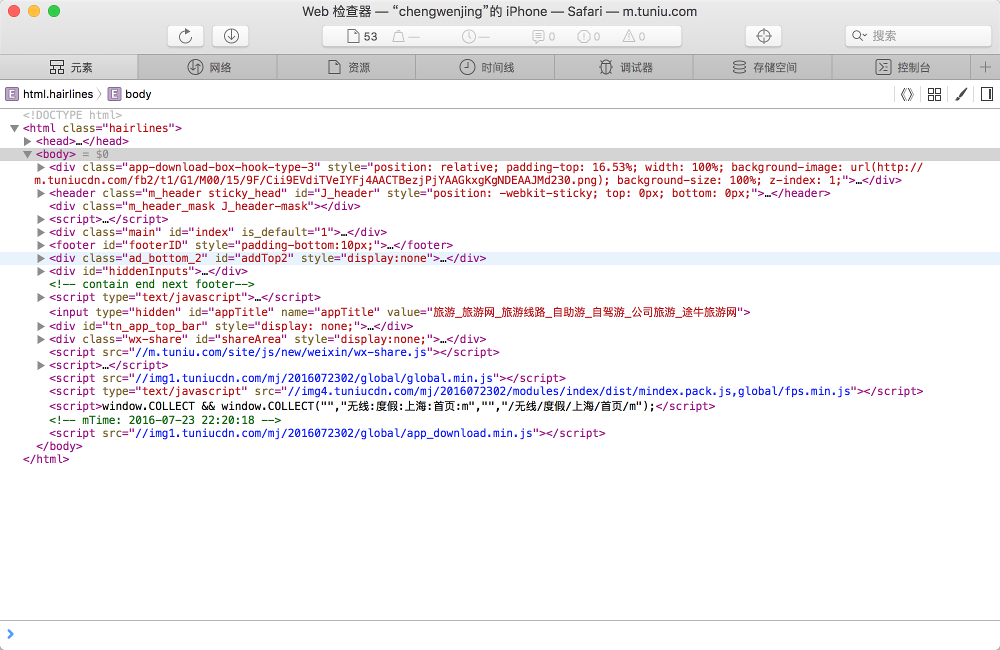 Web 检查器 — “chengwenjing”的 iPhone — Safari — m.tuniu.com
53 — — 0 0 0 搜索
元素 网络 资源 时间线 调试器 存储空间 控制台
E html.hairlines E body
<!DOCTYPE html>
<html class="hairlines">
<head>…</head>
<body> = $0
<div class="app-download-box-hook-type-3" style="position: relative; padding-top: 16.53%; width: 100%; background-image: url(http://
m.tuniucdn.com/fb2/t1/G1/M00/15/9F/Cii9EVdiTVeIYFj4AACTBezjPjYAAGkxgKgNDEAAJMd230.png); background-size: 100%; z-index: 1;">…</div>
<header class="m_header sticky_head" id="J_header" style="position: -webkit-sticky; top: 0px; bottom: 0px;">…</header>
<div class="m_header_mask J_header-mask"></div>
<script>…</script>
<div class="main" id="index" is_default="1">…</div>
<footer id="footerID" style="padding-bottom:10px;">…</footer>
<div class="ad_bottom_2" id="addTop2" style="display:none">…</div>
<div id="hiddenInputs">…</div>
<!-- contain end next footer-->
<script type="text/javascript">…</script>
<input type="hidden" id="appTitle" name="appTitle" value="旅游_旅游网_旅游线路_自助游_自驾游_公司旅游_途牛旅游网">
<div id="tn_app_top_bar" style="display: none;">…</div>
<div class="wx-share" id="shareArea" style="display:none;">…</div>
<script src="//m.tuniu.com/site/js/new/weixin/wx-share.js"></script>
<script>…</script>
<script src="//img1.tuniucdn.com/mj/2016072302/global/global.min.js"></script>
<script type="text/javascript" src="//img4.tuniucdn.com/mj/2016072302/modules/index/dist/mindex.pack.js,global/fps.min.js"></script>
<script>window.COLLECT && window.COLLECT("","无线:度假:上海:首页:m","","/无线/度假/上海/首页/m");</script>
<!-- mTime: 2016-07-23 22:20:18 -->
<script src="//img1.tuniucdn.com/mj/2016072302/global/app_download.min.js"></script>
</body>
</html>